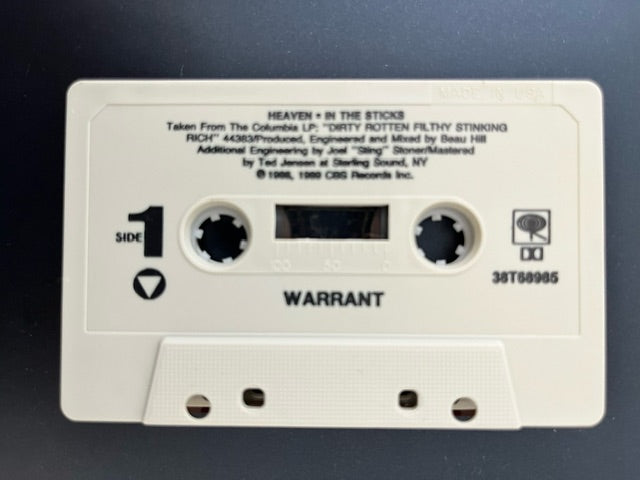 MADE IN USA
HEAVEN • IN THE STICKS
Taken From The Columbia LP: "DIRTY ROTTEN FILTHY STINKING
RICH" 44383/Produced, Engineered and Mixed by Beau Hill
Additional Engineering by Joel "Sting" Stoner/Mastered
by Ted Jensen at Sterling Sound, NY
℗ 1988, 1989 CBS Records Inc.
SIDE 1
100 50 0
38T68985
WARRANT